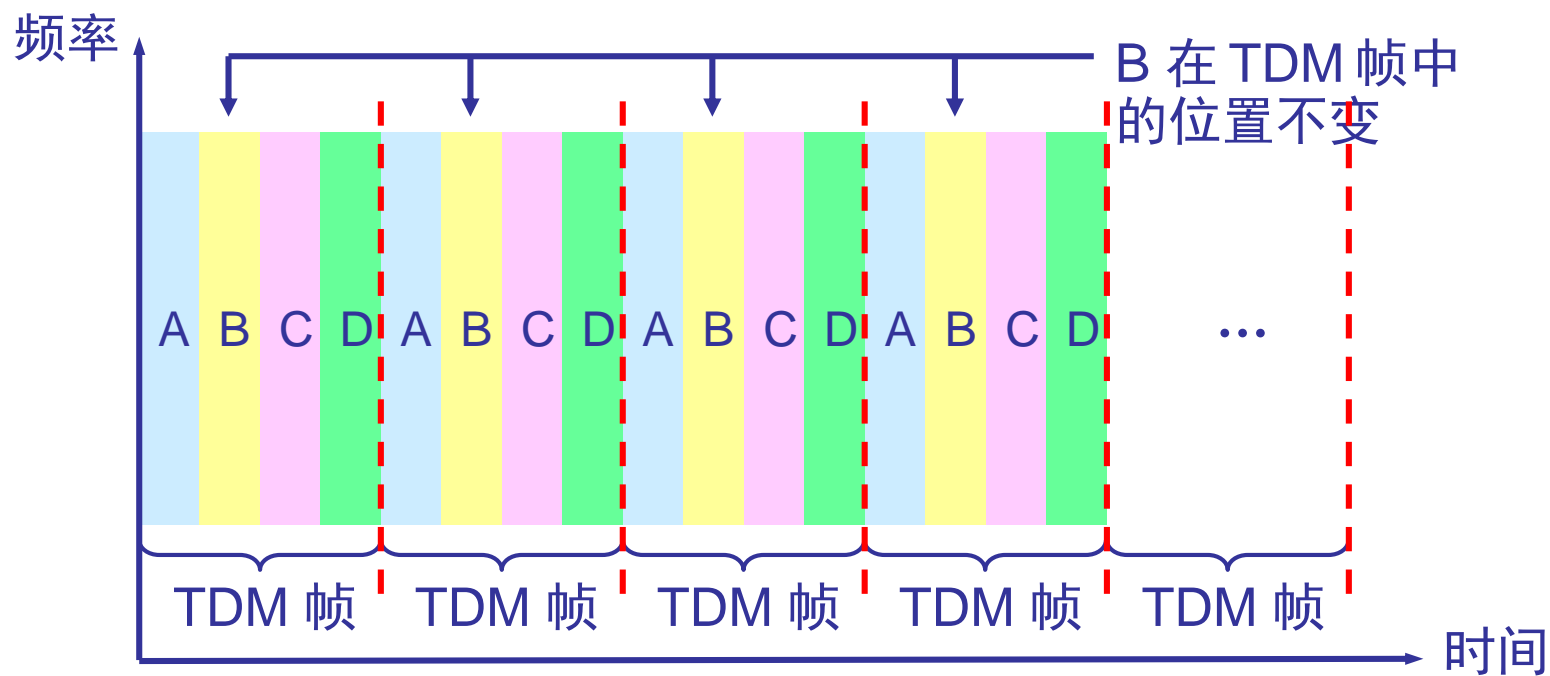 频率
B 在 TDM 帧中
的位置不变
A B C D A B C D A B C D A B C D ...
TDM 帧 TDM 帧 TDM 帧 TDM 帧 TDM 帧
时间